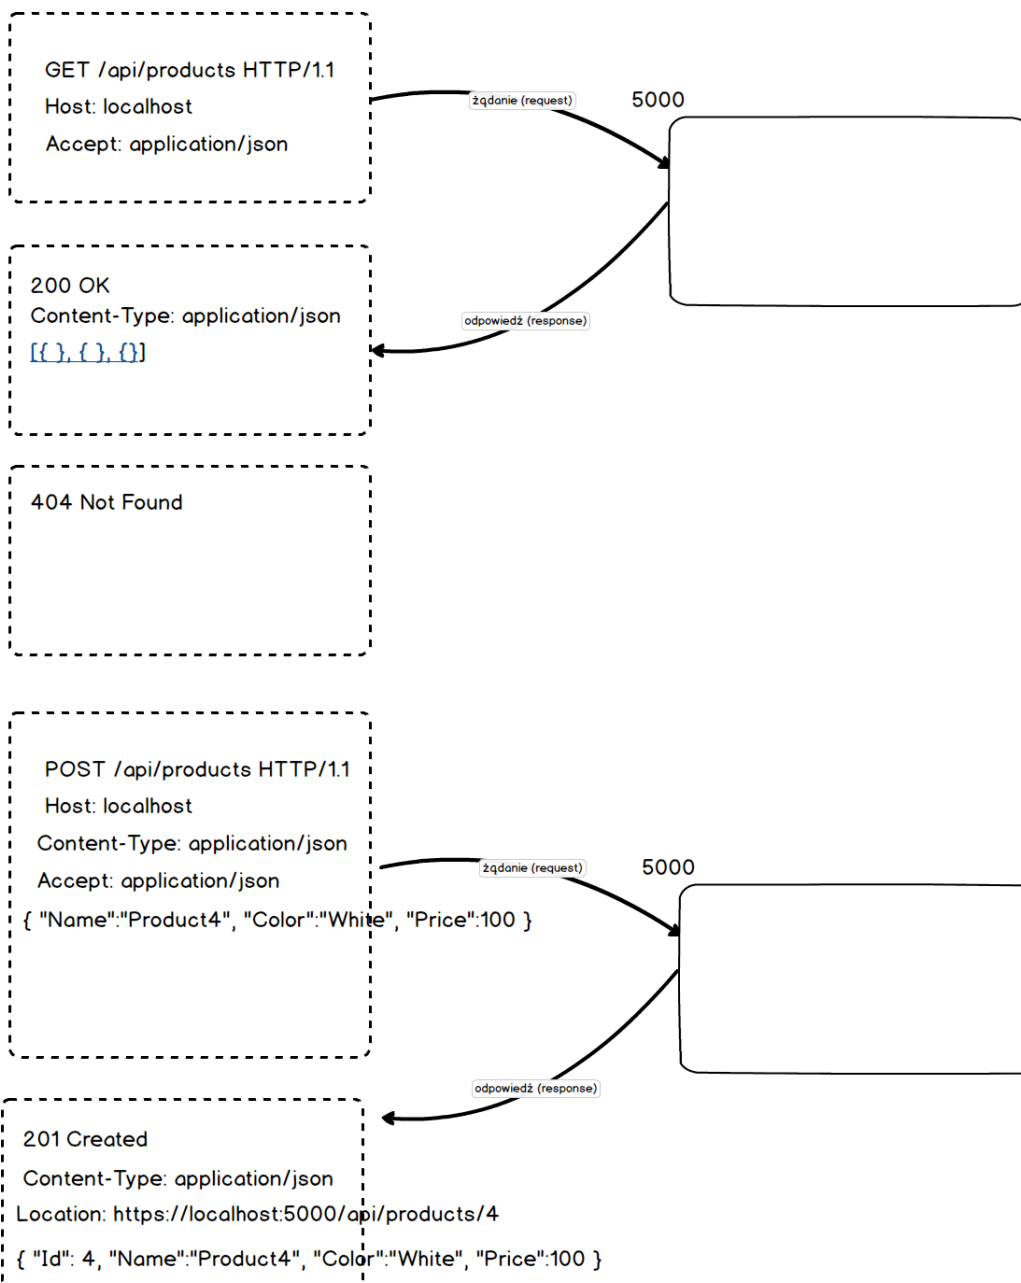 GET /api/products HTTP/1.1
Host: localhost
Accept: application/json
żądanie (request)
5000
200 OK
Content-Type: application/json
[{ }, { }, {}]
odpowiedź (response)
404 Not Found
POST /api/products HTTP/1.1
Host: localhost
Content-Type: application/json
Accept: application/json
{ "Name":"Product4", "Color":"White", "Price":100 }
żądanie (request)
5000
odpowiedź (response)
201 Created
Content-Type: application/json
Location: https://localhost:5000/api/products/4
{ "Id": 4, "Name":"Product4", "Color":"White", "Price":100 }